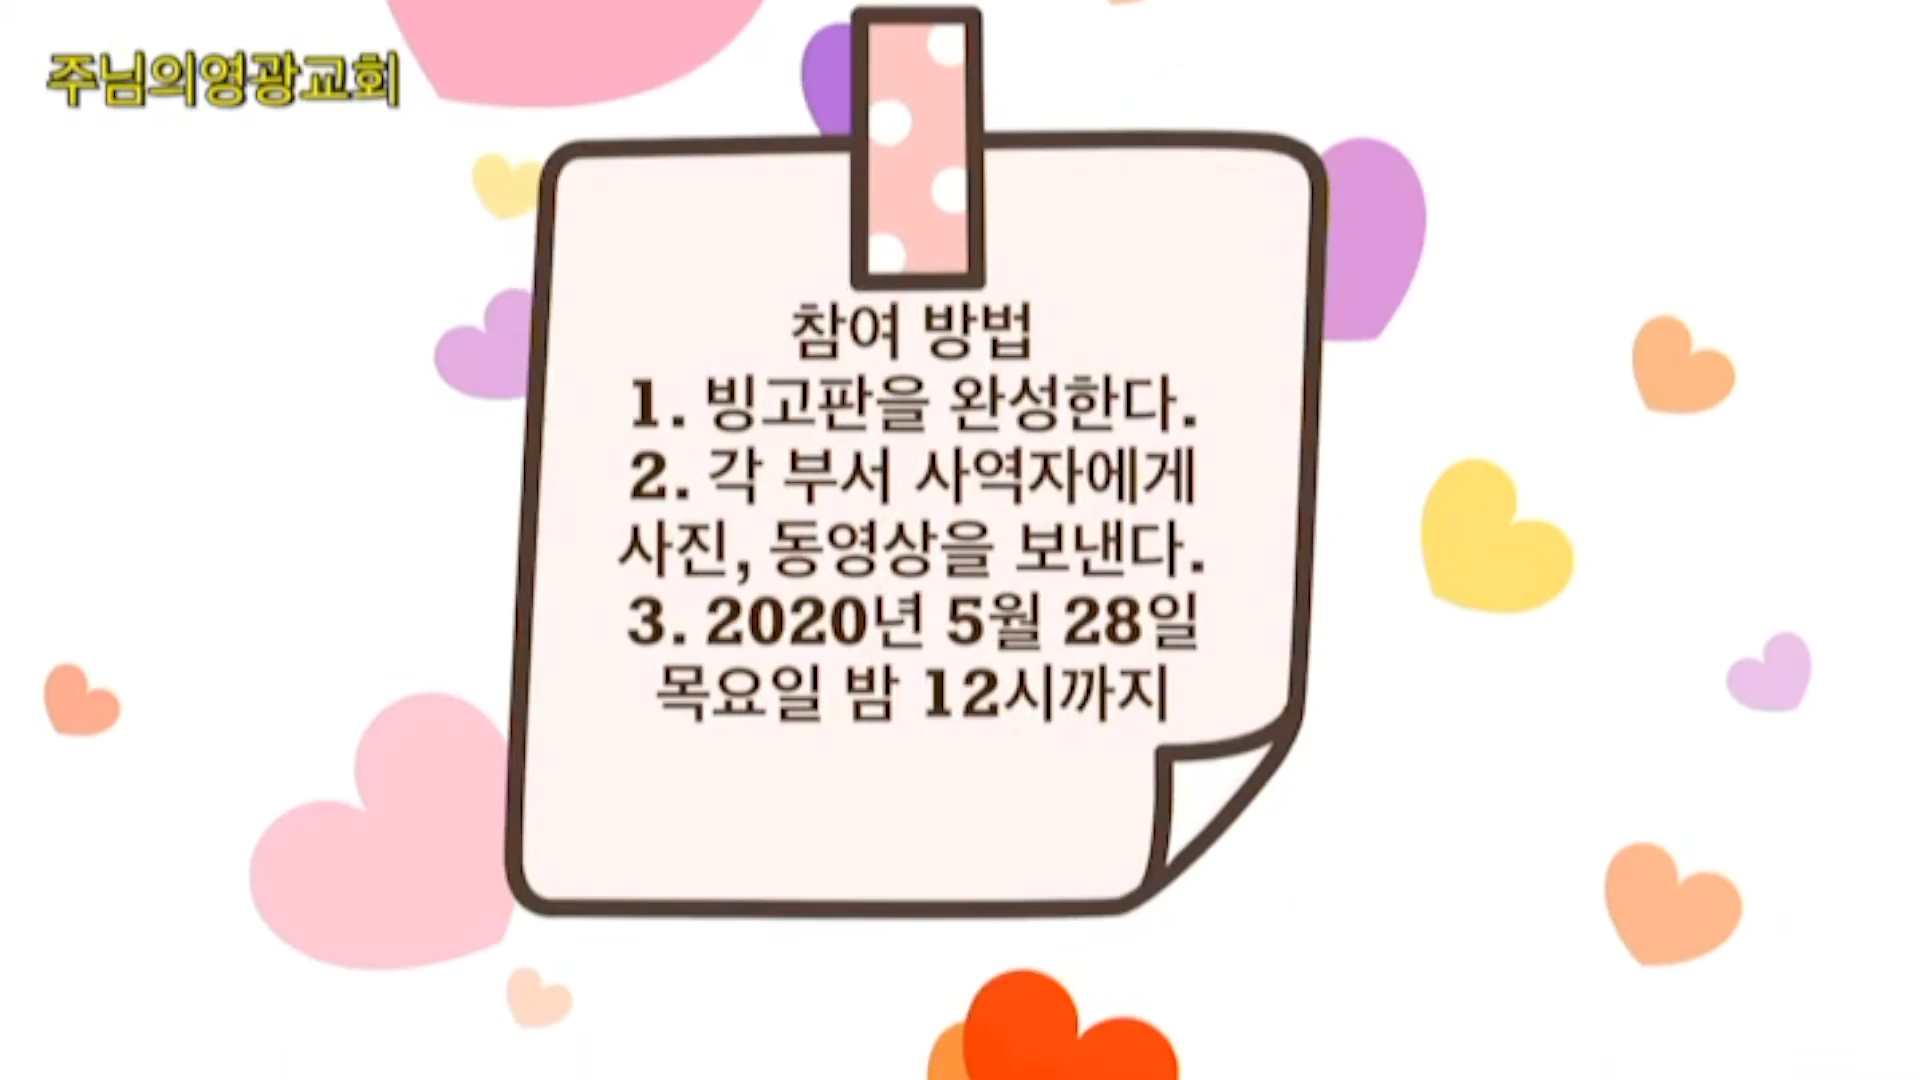 주님의영광교회
참여 방법
1. 빙고판을 완성한다.
2. 각 부서 사역자에게
사진, 동영상을 보낸다.
3. 2020년 5월 28일
목요일 밤 12시까지